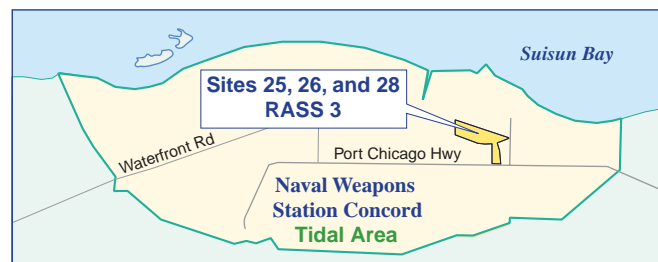 Suisun Bay
Sites 25, 26, and 28
RASS 3
Waterfront Rd
Port Chicago Hwy
Naval Weapons
Station Concord
Tidal Area